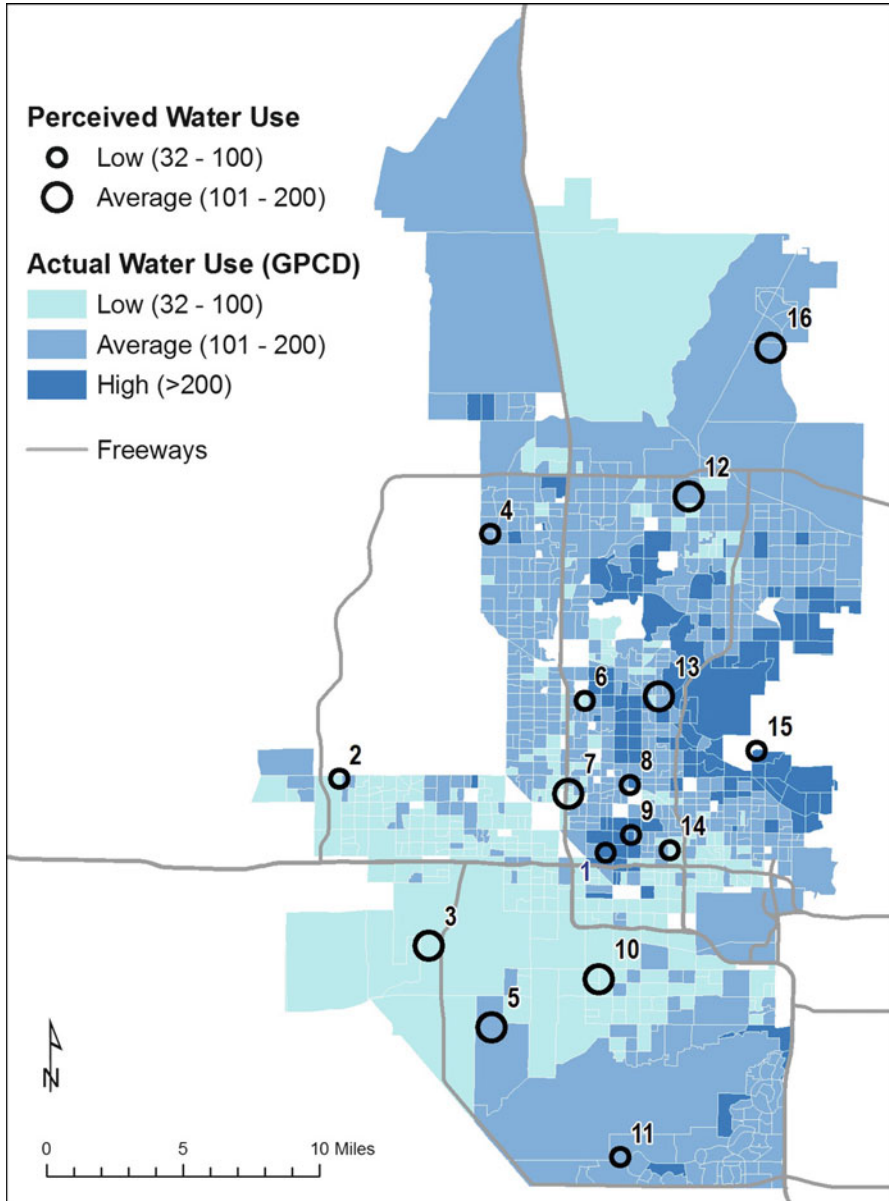 Perceived Water Use
Low (32 - 100)
Average (101 - 200)
Actual Water Use (GPCD)
Low (32 - 100)
Average (101 - 200)
High (>200)
Freeways
16
12
4
13
6
15
2
8
7
9
14
1
3
10
5
11
N
0 5 10 Miles